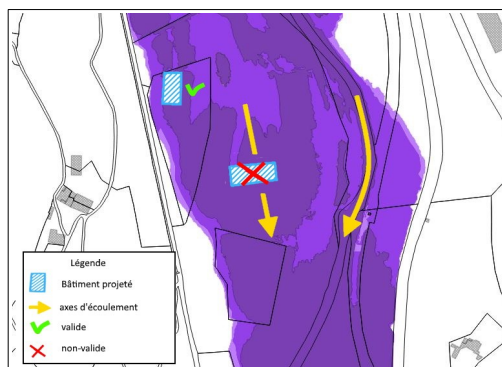 Légende
Bâtiment projeté
axes d'écoulement
valide
non-valide